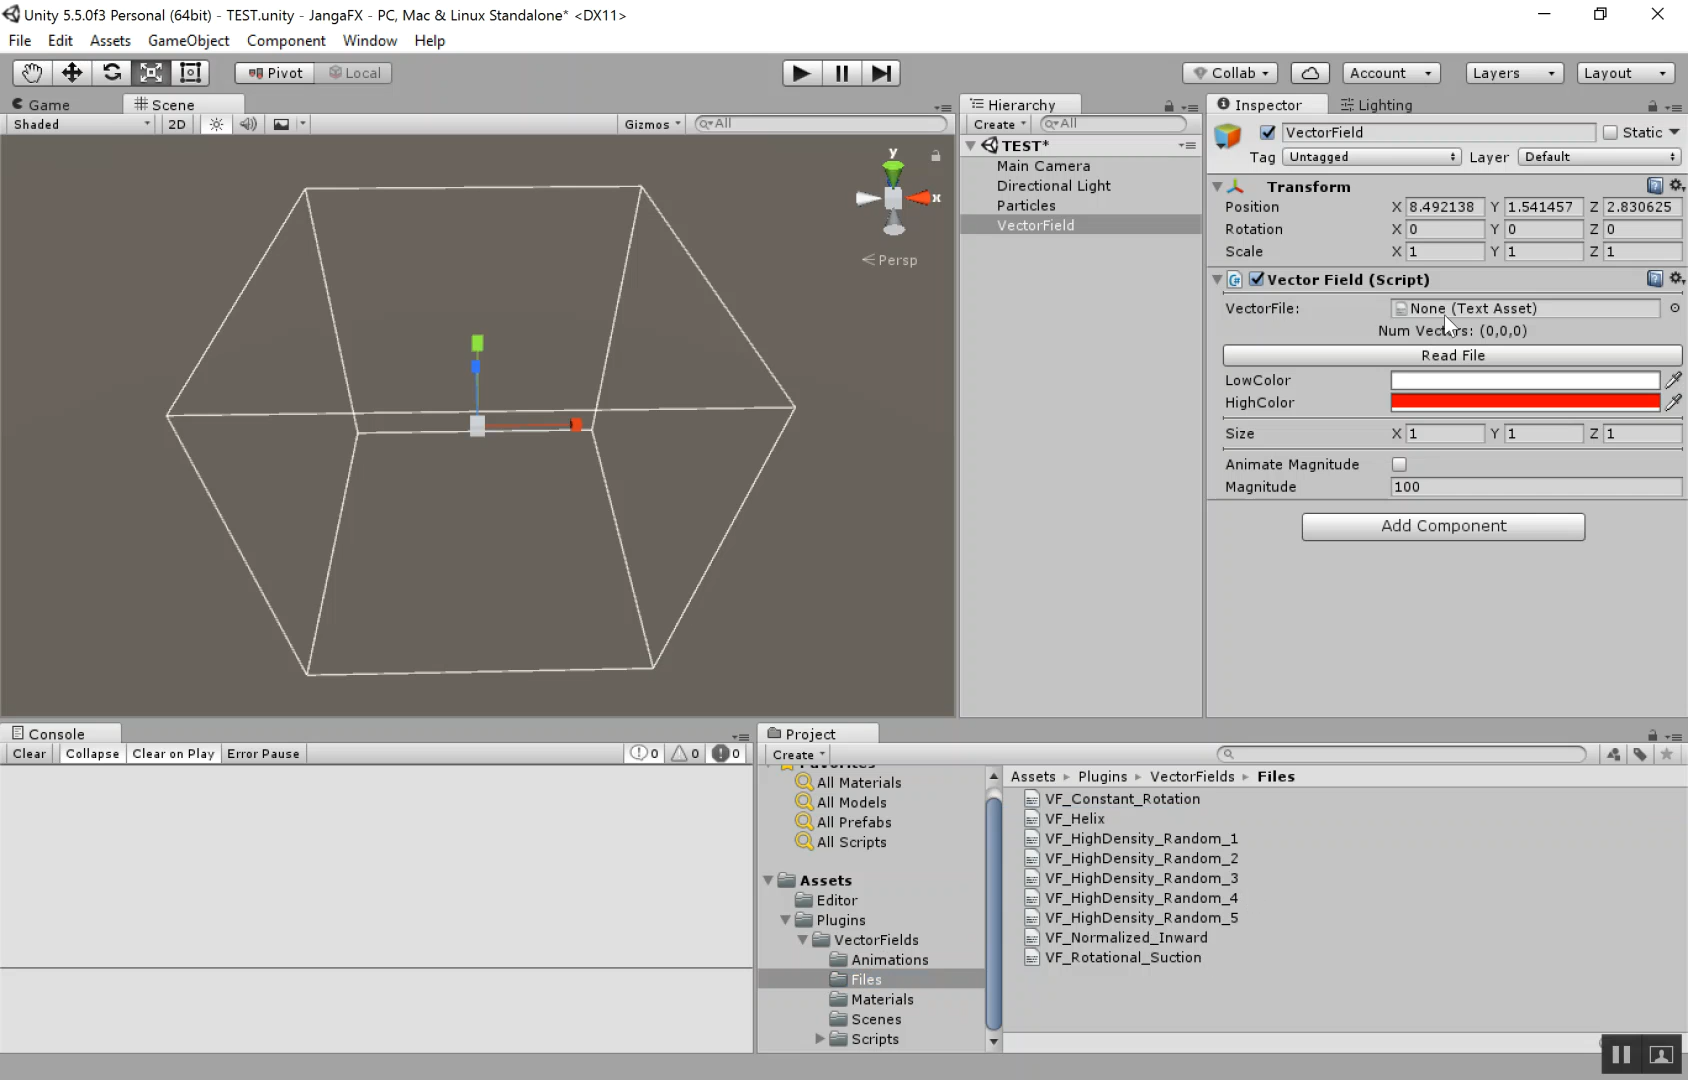 Unity 5.5.0f3 Personal (64bit) - TEST.unity - JangaFX - PC, Mac & Linux Standalone* <DX11>
File Edit Assets GameObject Component Window Help
Pivot Local Collab Account Layers Layout
Game Scene
Shaded 2D Gizmos All
y
x
Persp
Hierarchy
Create All
TEST*
Main Camera
Directional Light
Particles
VectorField
Inspector Lighting
VectorField Static
Tag Untagged Layer Default
Transform
Position X 8.492138 Y 1.541457 Z 2.830625
Rotation X 0 Y 0 Z 0
Scale X 1 Y 1 Z 1
Vector Field (Script)
VectorFile: None (Text Asset)
Num Vectors: (0,0,0)
Read File
LowColor
HighColor
Size X 1 Y 1 Z 1
Animate Magnitude
Magnitude 100
Add Component
Console
Clear Collapse Clear on Play Error Pause 0 0 0
Project
Create
Favorites
All Materials
All Models
All Prefabs
All Scripts
Assets
Editor
Plugins
VectorFields
Animations
Files
Materials
Scenes
Scripts
Assets Plugins VectorFields Files
VF_Constant_Rotation
VF_Helix
VF_HighDensity_Random_1
VF_HighDensity_Random_2
VF_HighDensity_Random_3
VF_HighDensity_Random_4
VF_HighDensity_Random_5
VF_Normalized_Inward
VF_Rotational_Suction